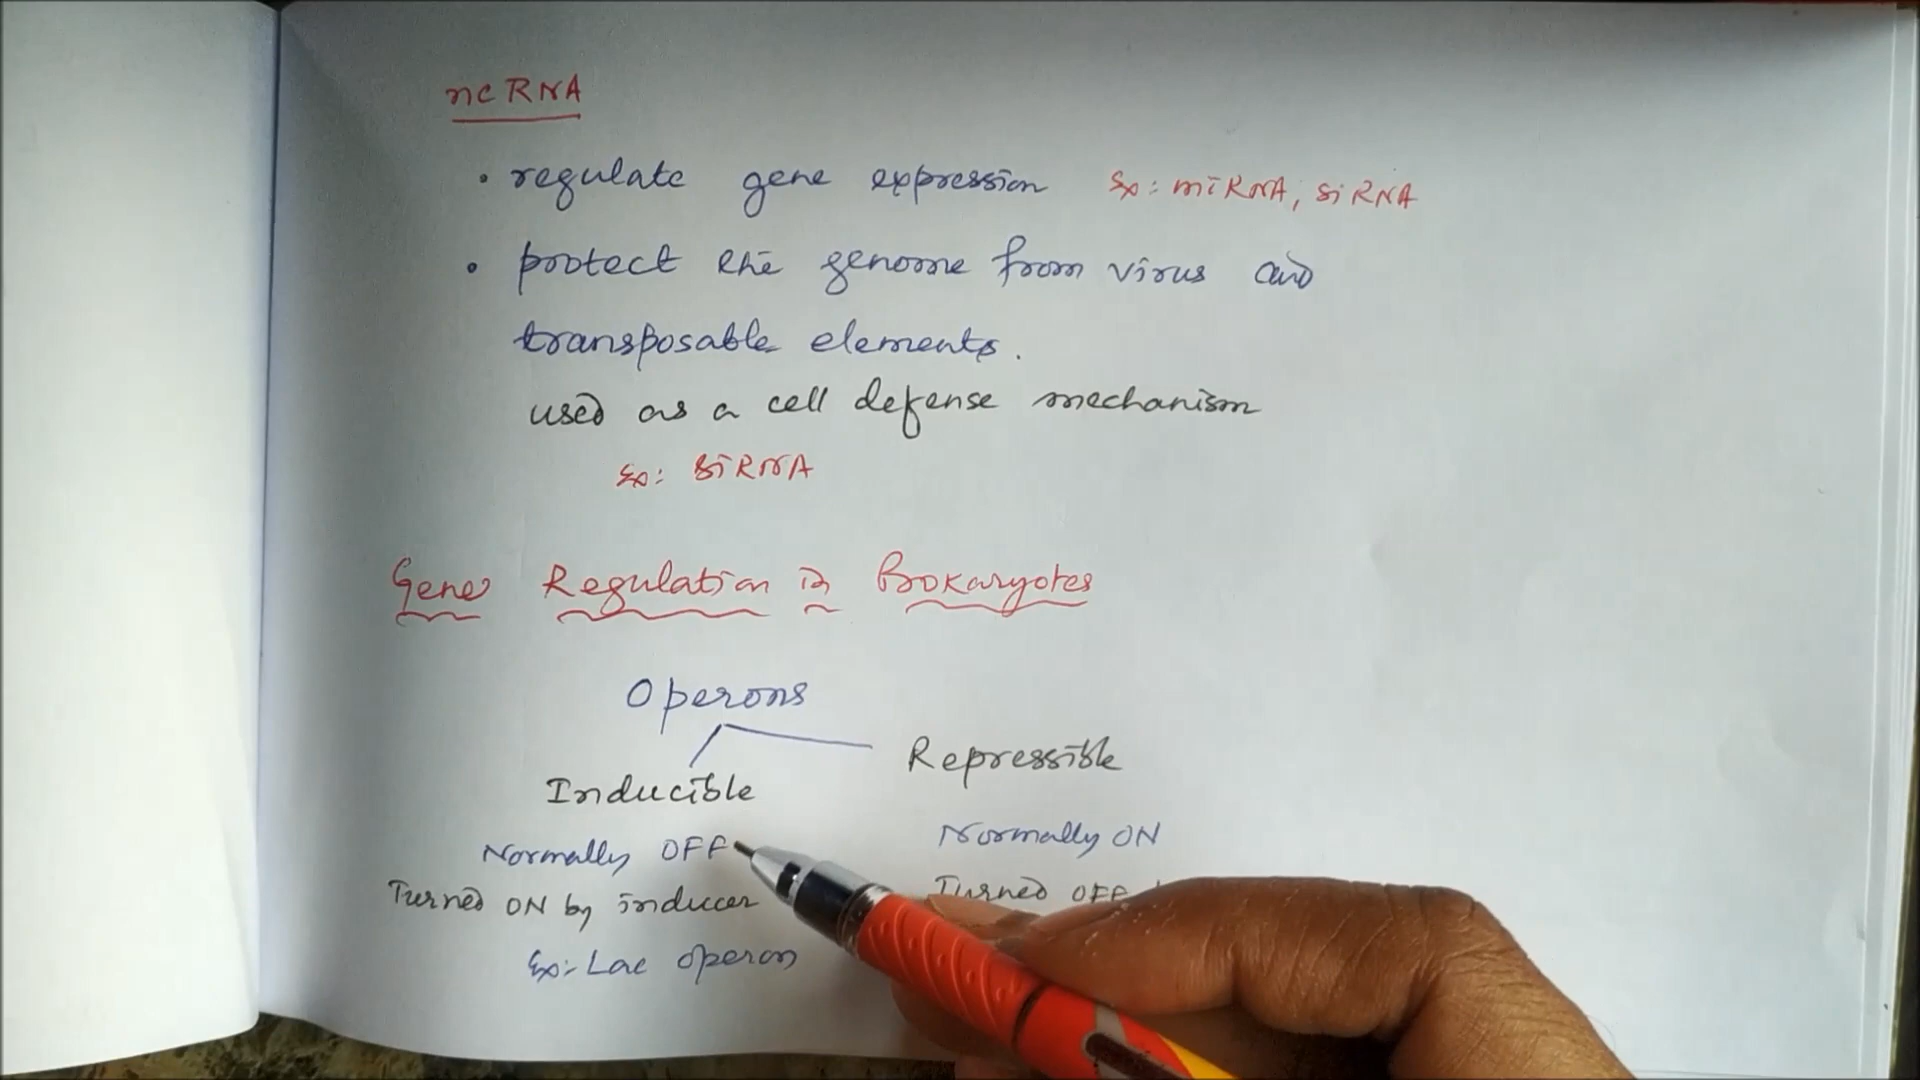 ncRNA
• regulate gene expression Ex: miRNA, siRNA
• protect the genome from virus and
transposable elements.
used as a cell defense mechanism
Ex: siRNA
Gene Regulation in Prokaryotes
Operons
Inducible
Repressible
Normally OFF
Normally ON
Turned ON by inducer
Turned OFF
Ex:- Lac operon